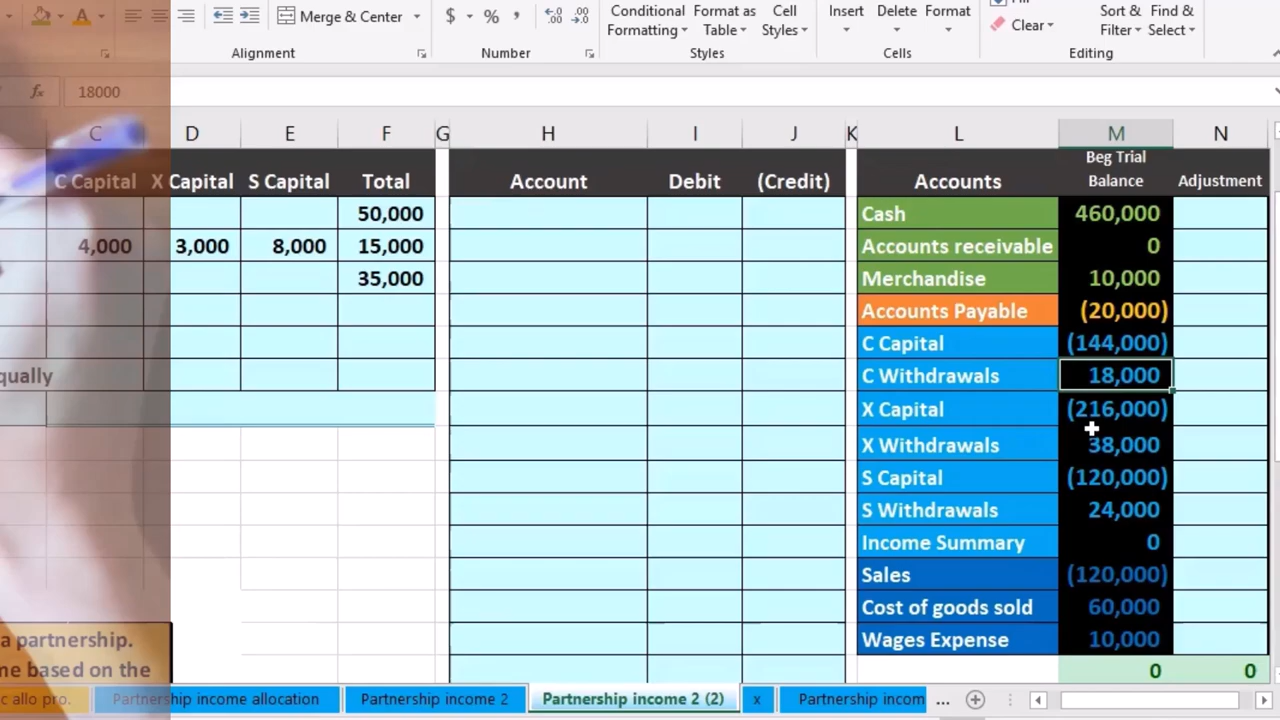 Merge & Center
$ % ,
Conditional Formatting
Format as Table
Cell Styles
Insert
Delete
Format
Clear
Sort & Filter
Find & Select
Alignment
Number
Styles
Cells
Editing
fx 18000
C D E F G H I J K L M N
C Capital X Capital S Capital Total Account Debit (Credit) Accounts Beg Trial Balance Adjustment
50,000 Cash 460,000
4,000 3,000 8,000 15,000 Accounts receivable 0
35,000 Merchandise 10,000
Accounts Payable (20,000)
C Capital (144,000)
qually C Withdrawals 18,000
X Capital (216,000)
X Withdrawals 38,000
S Capital (120,000)
S Withdrawals 24,000
Income Summary 0
Sales (120,000)
Cost of goods sold 60,000
a partnership. Wages Expense 10,000
me based on the 0 0
c allo pro. Partnership income allocation Partnership income 2 Partnership income 2 (2) x Partnership incom ...